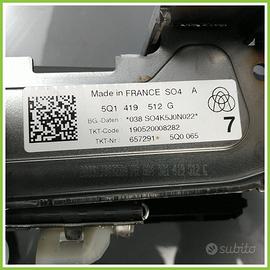 Made in FRANCE SO4 A
5Q1 419 512 G
BG.-Daten : *038 SO4K5J0N022*
TKT-Code : 190520008282
TKT-Nr : 657291* 5Q0 065
7
subito